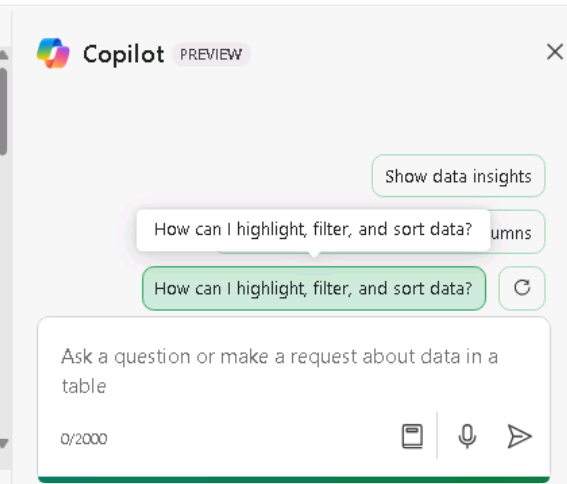 Copilot PREVIEW
Show data insights
How can I highlight, filter, and sort data?
umns
How can I highlight, filter, and sort data?
Ask a question or make a request about data in a
table
0/2000